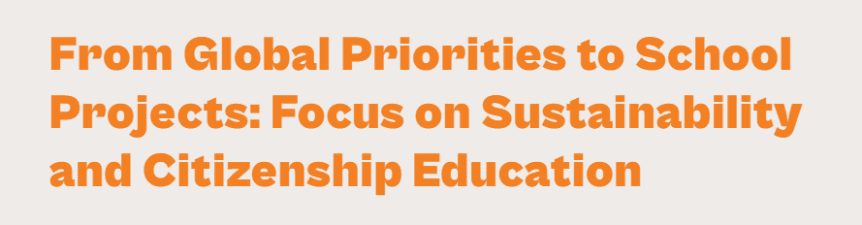 From Global Priorities to School
Projects: Focus on Sustainability
and Citizenship Education